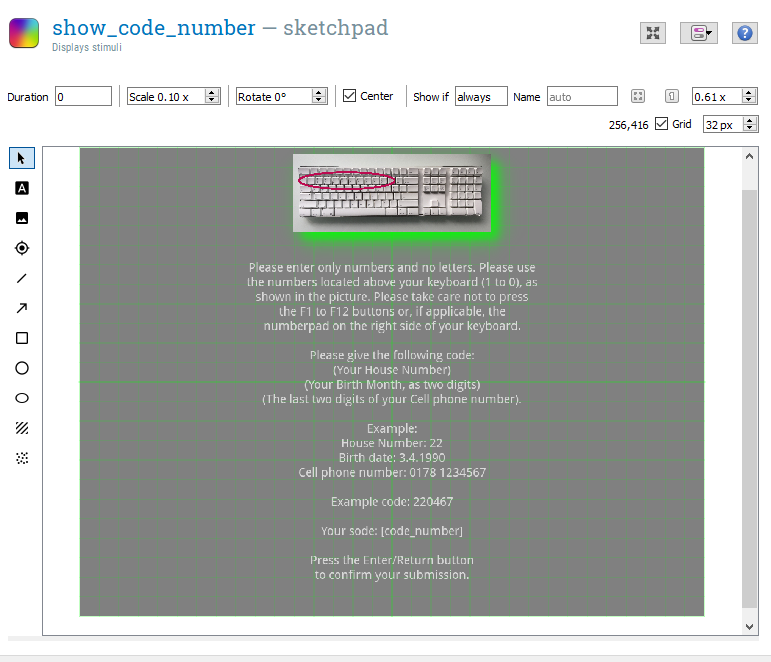 show_code_number — sketchpad
Displays stimuli
Duration 0 Scale 0.10 x Rotate 0° Center Show if always Name auto 0.61 x
256,416 Grid 32 px
Please enter only numbers and no letters. Please use
the numbers located above your keyboard (1 to 0), as
shown in the picture. Please take care not to press
the F1 to F12 buttons or, if applicable, the
numberpad on the right side of your keyboard.
Please give the following code:
(Your House Number)
(Your Birth Month, as two digits)
(The last two digits of your Cell phone number).
Example:
House Number: 22
Birth date: 3.4.1990
Cell phone number: 0178 1234567
Example code: 220467
Your sode: [code_number]
Press the Enter/Return button
to confirm your submission.